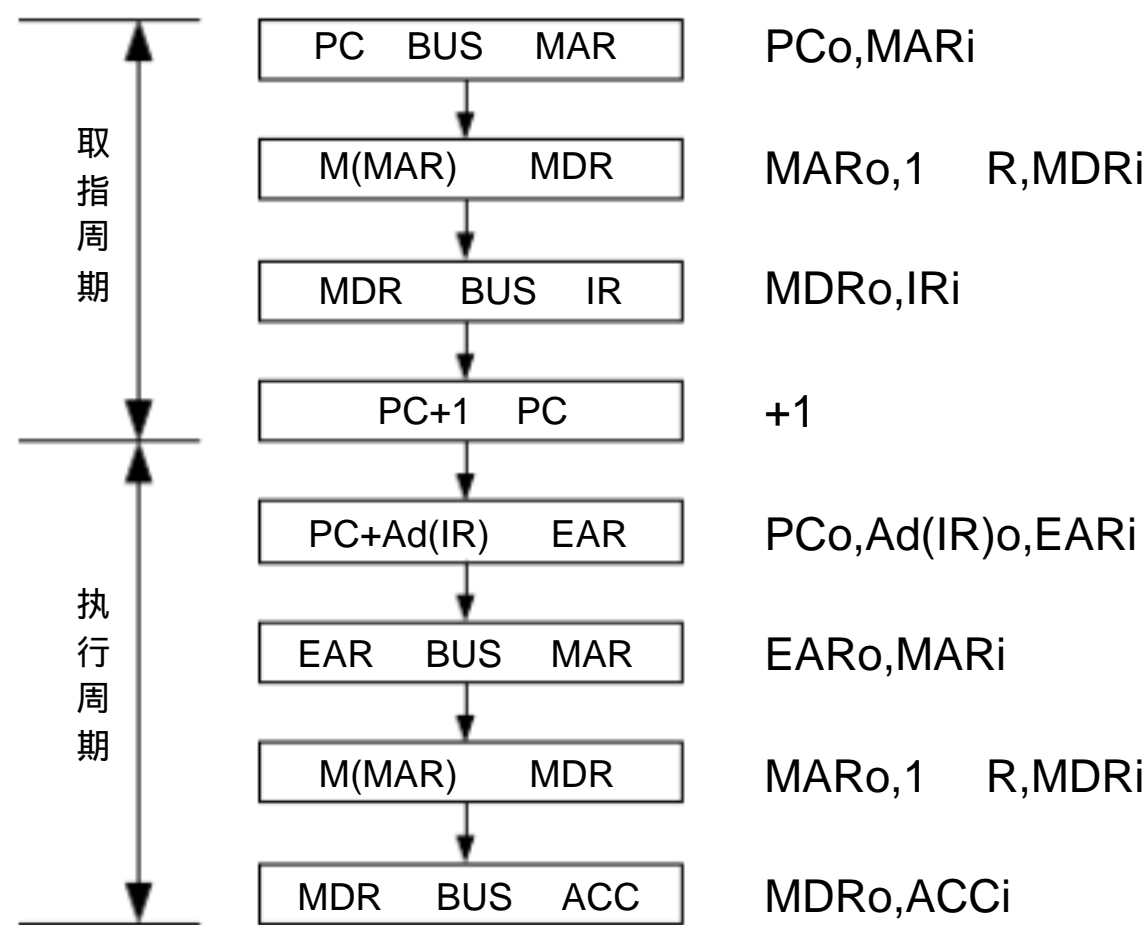 取指周期
PC BUS MAR PCo,MARi
M(MAR) MDR MARo,1 R,MDRi
MDR BUS IR MDRo,IRi
PC+1 PC +1
执行周期
PC+Ad(IR) EAR PCo,Ad(IR)o,EARi
EAR BUS MAR EARo,MARi
M(MAR) MDR MARo,1 R,MDRi
MDR BUS ACC MDRo,ACCi